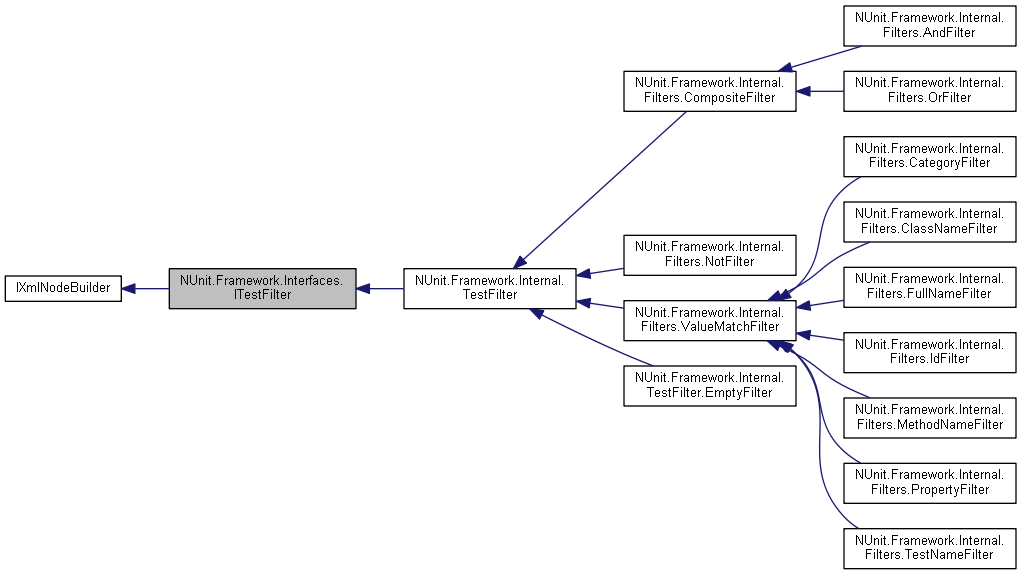 NUnit.Framework.Internal.
Filters.AndFilter
NUnit.Framework.Internal.
Filters.CompositeFilter
NUnit.Framework.Internal.
Filters.OrFilter
NUnit.Framework.Internal.
Filters.CategoryFilter
NUnit.Framework.Internal.
Filters.ClassNameFilter
NUnit.Framework.Internal.
Filters.NotFilter
IXmlNodeBuilder
NUnit.Framework.Interfaces.
ITestFilter
NUnit.Framework.Internal.
TestFilter
NUnit.Framework.Internal.
Filters.FullNameFilter
NUnit.Framework.Internal.
Filters.ValueMatchFilter
NUnit.Framework.Internal.
Filters.IdFilter
NUnit.Framework.Internal.
TestFilter.EmptyFilter
NUnit.Framework.Internal.
Filters.MethodNameFilter
NUnit.Framework.Internal.
Filters.PropertyFilter
NUnit.Framework.Internal.
Filters.TestNameFilter